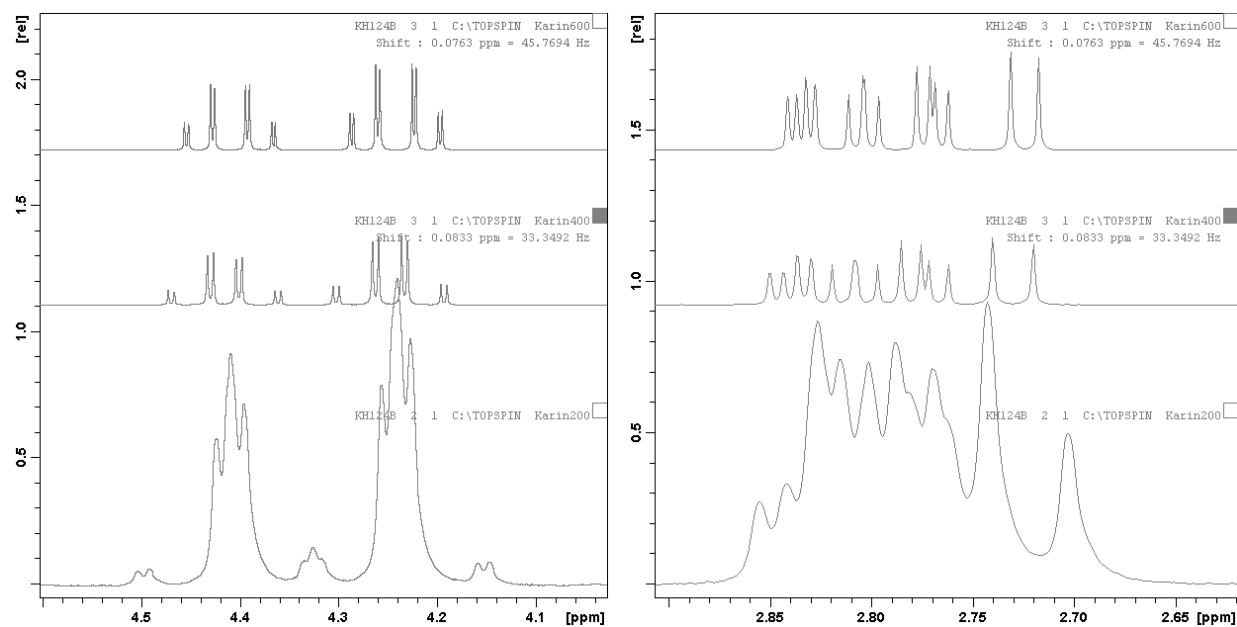 [rel]
KH124B 3 1 C:\TOPSPIN Karin600
Shift : 0.0763 ppm = 45.7694 Hz
KH124B 3 1 C:\TOPSPIN Karin400
Shift : 0.0833 ppm = 33.3492 Hz
KH124B 2 1 C:\TOPSPIN Karin200
2.0
1.5
1.0
0.5
4.5 4.4 4.3 4.2 4.1 [ppm]
[rel]
KH124B 3 1 C:\TOPSPIN Karin600
Shift : 0.0763 ppm = 45.7694 Hz
KH124B 3 1 C:\TOPSPIN Karin400
Shift : 0.0833 ppm = 33.3492 Hz
KH124B 2 1 C:\TOPSPIN Karin200
1.5
1.0
0.5
2.85 2.80 2.75 2.70 2.65 [ppm]